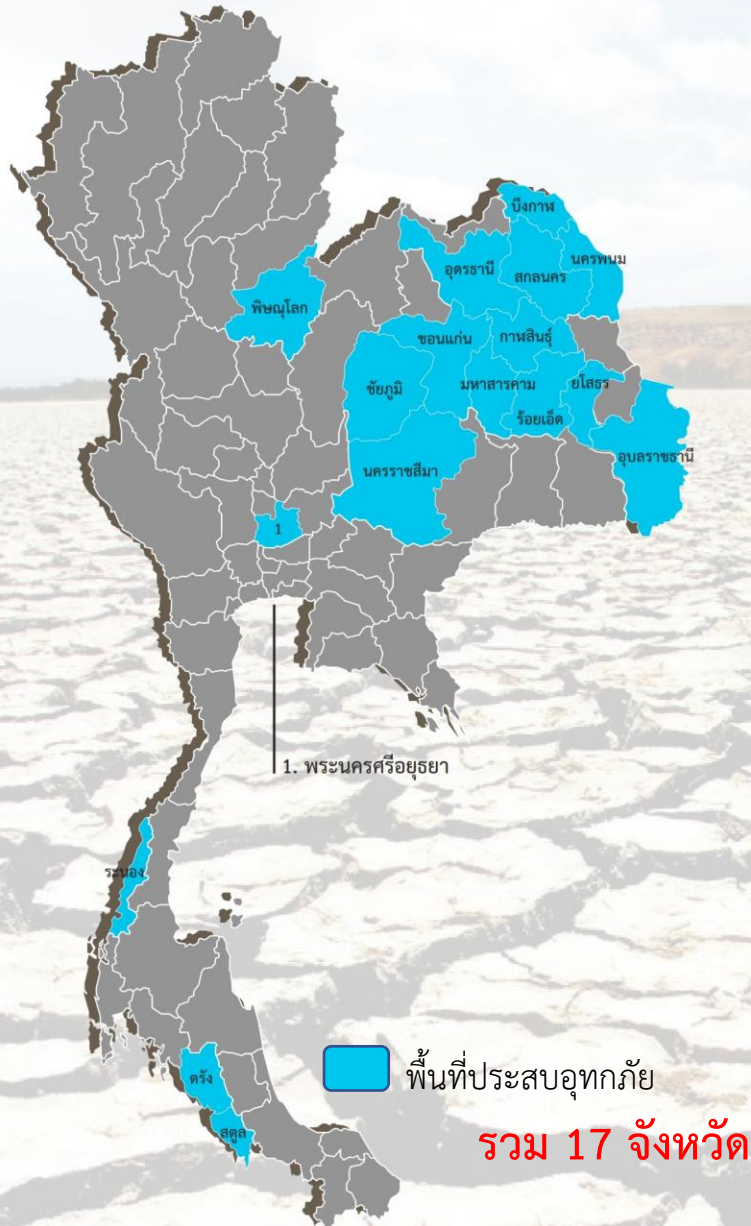 บึงกาฬ
นครพนม
อุดรธานี
สกลนคร
พิษณุโลก
ขอนแก่น
กาฬสินธุ์
ชัยภูมิ
มหาสารคาม
ยโสธร
ร้อยเอ็ด
อุบลราชธานี
นครราชสีมา
1
1. พระนครศรีอยุธยา
ระนอง
ตรัง
พื้นที่ประสบอุทกภัย
สตูล
รวม 17 จังหวัด